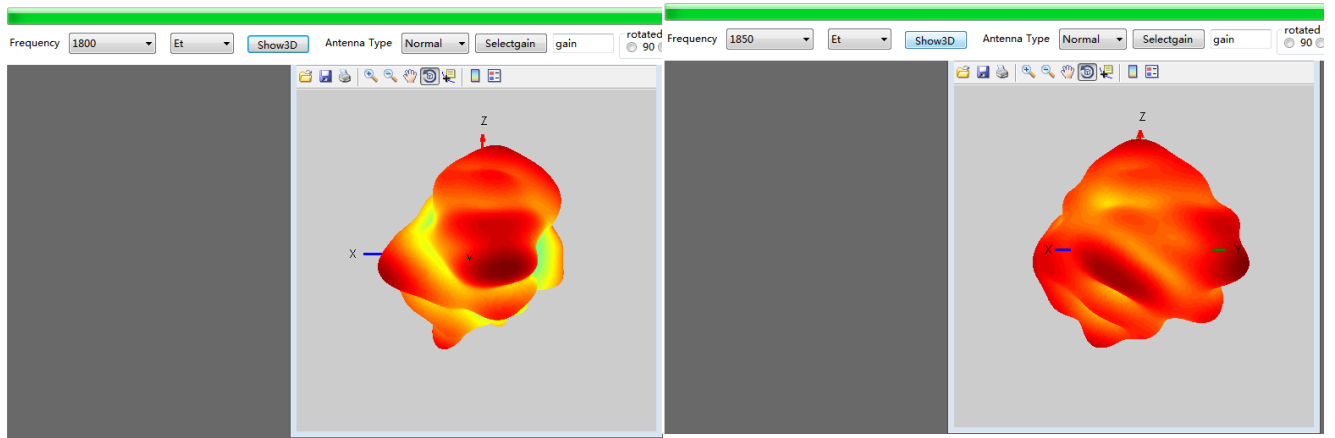 Frequency 1800 Et Show3D Antenna Type Normal Selectgain gain rotated 90
Z
X
Y
Frequency 1850 Et Show3D Antenna Type Normal Selectgain gain rotated 90
Z
X Y